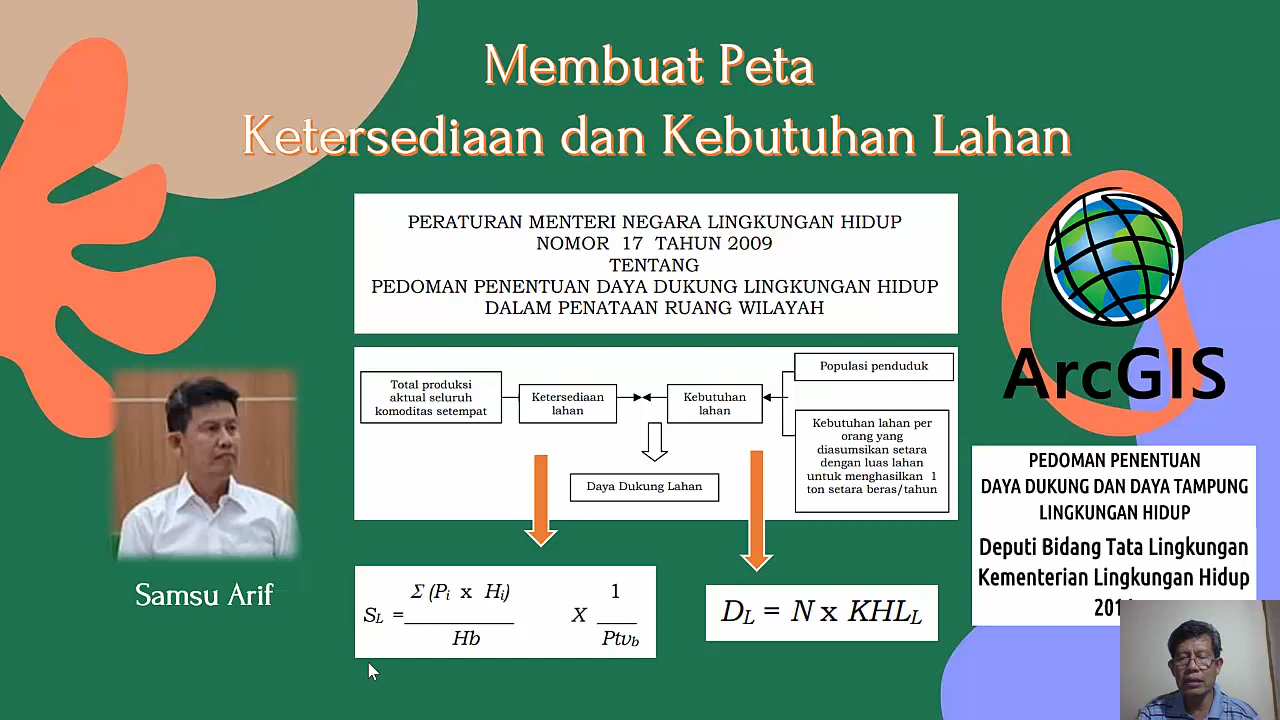 Membuat Peta
Ketersediaan dan Kebutuhan Lahan
PERATURAN MENTERI NEGARA LINGKUNGAN HIDUP
NOMOR 17 TAHUN 2009
TENTANG
PEDOMAN PENENTUAN DAYA DUKUNG LINGKUNGAN HIDUP
DALAM PENATAAN RUANG WILAYAH
ArcGIS
Total produksi
aktual seluruh
komoditas setempat
Ketersediaan
lahan
Kebutuhan
lahan
Populasi penduduk
Kebutuhan lahan per
orang yang
diasumsikan setara
dengan luas lahan
untuk menghasilkan 1
ton setara beras/tahun
Daya Dukung Lahan
PEDOMAN PENENTUAN
DAYA DUKUNG DAN DAYA TAMPUNG
LINGKUNGAN HIDUP
Deputi Bidang Tata Lingkungan
Kementerian Lingkungan Hidup
Samsu Arif
Σ (Pi x Hi) 1
SL = X
Hb Ptvb
DL = N x KHLL